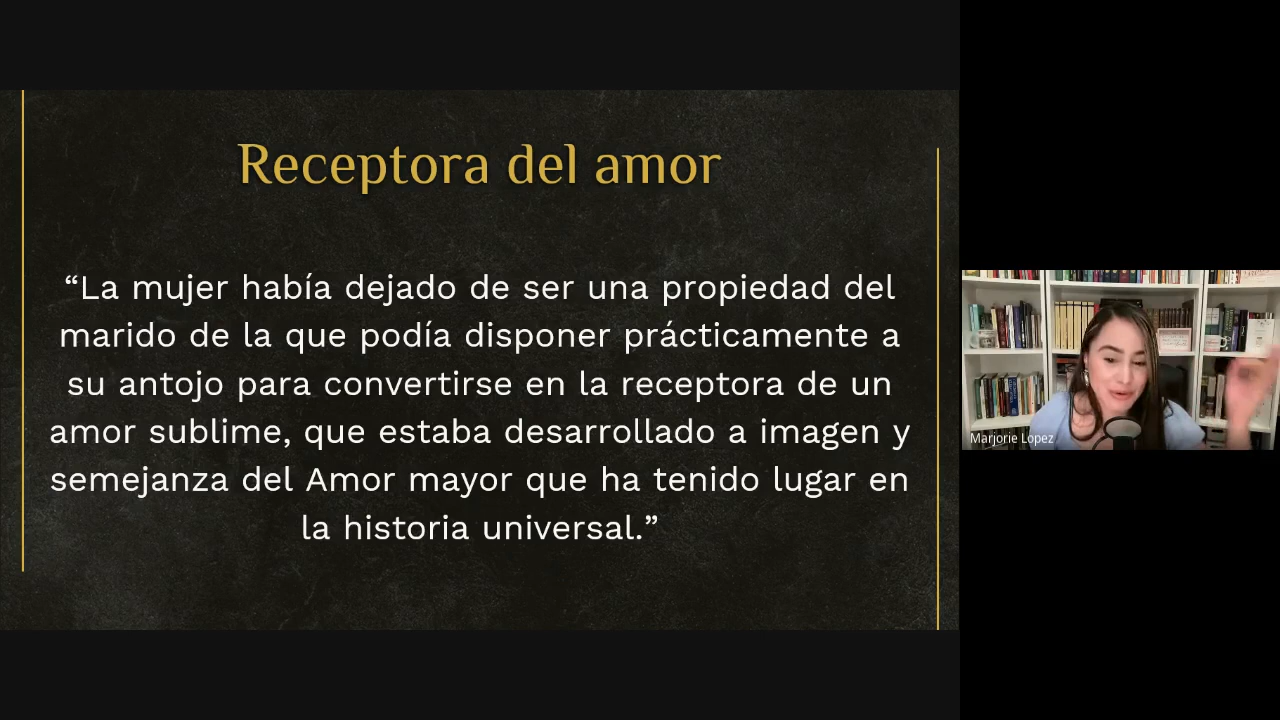 Receptora del amor
“La mujer había dejado de ser una propiedad del
marido de la que podía disponer prácticamente a
su antojo para convertirse en la receptora de un
amor sublime, que estaba desarrollado a imagen y
semejanza del Amor mayor que ha tenido lugar en
la historia universal.”
Marjorie Lopez